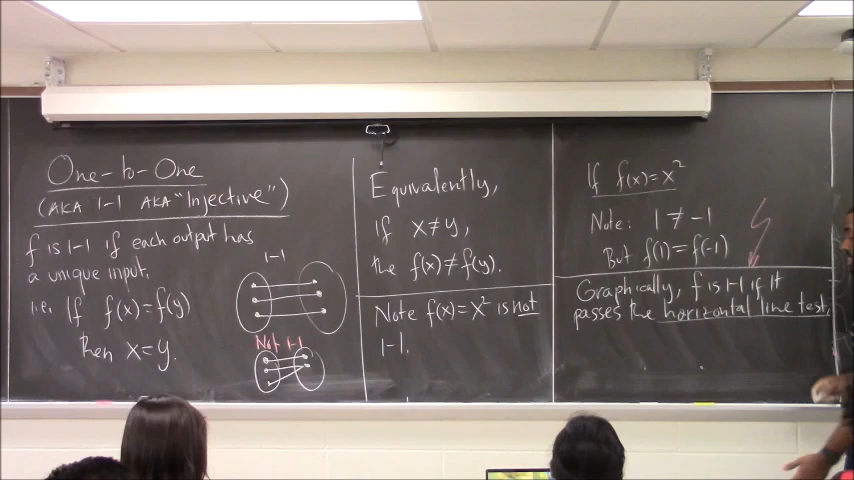 One-to-One
(AKA 1-1 AKA "Injective")
f is 1-1 if each output has
a unique input.
i.e. If f(x)=f(y)
then x=y.
1-1
Not 1-1
Equivalently,
if x≠y,
the f(x)≠f(y).
Note f(x)=x² is not
1-1.
If f(x)=x²
Note: 1≠-1
But f(1)=f(-1)
Graphically, f is 1-1 if it
passes the horizontal line test.